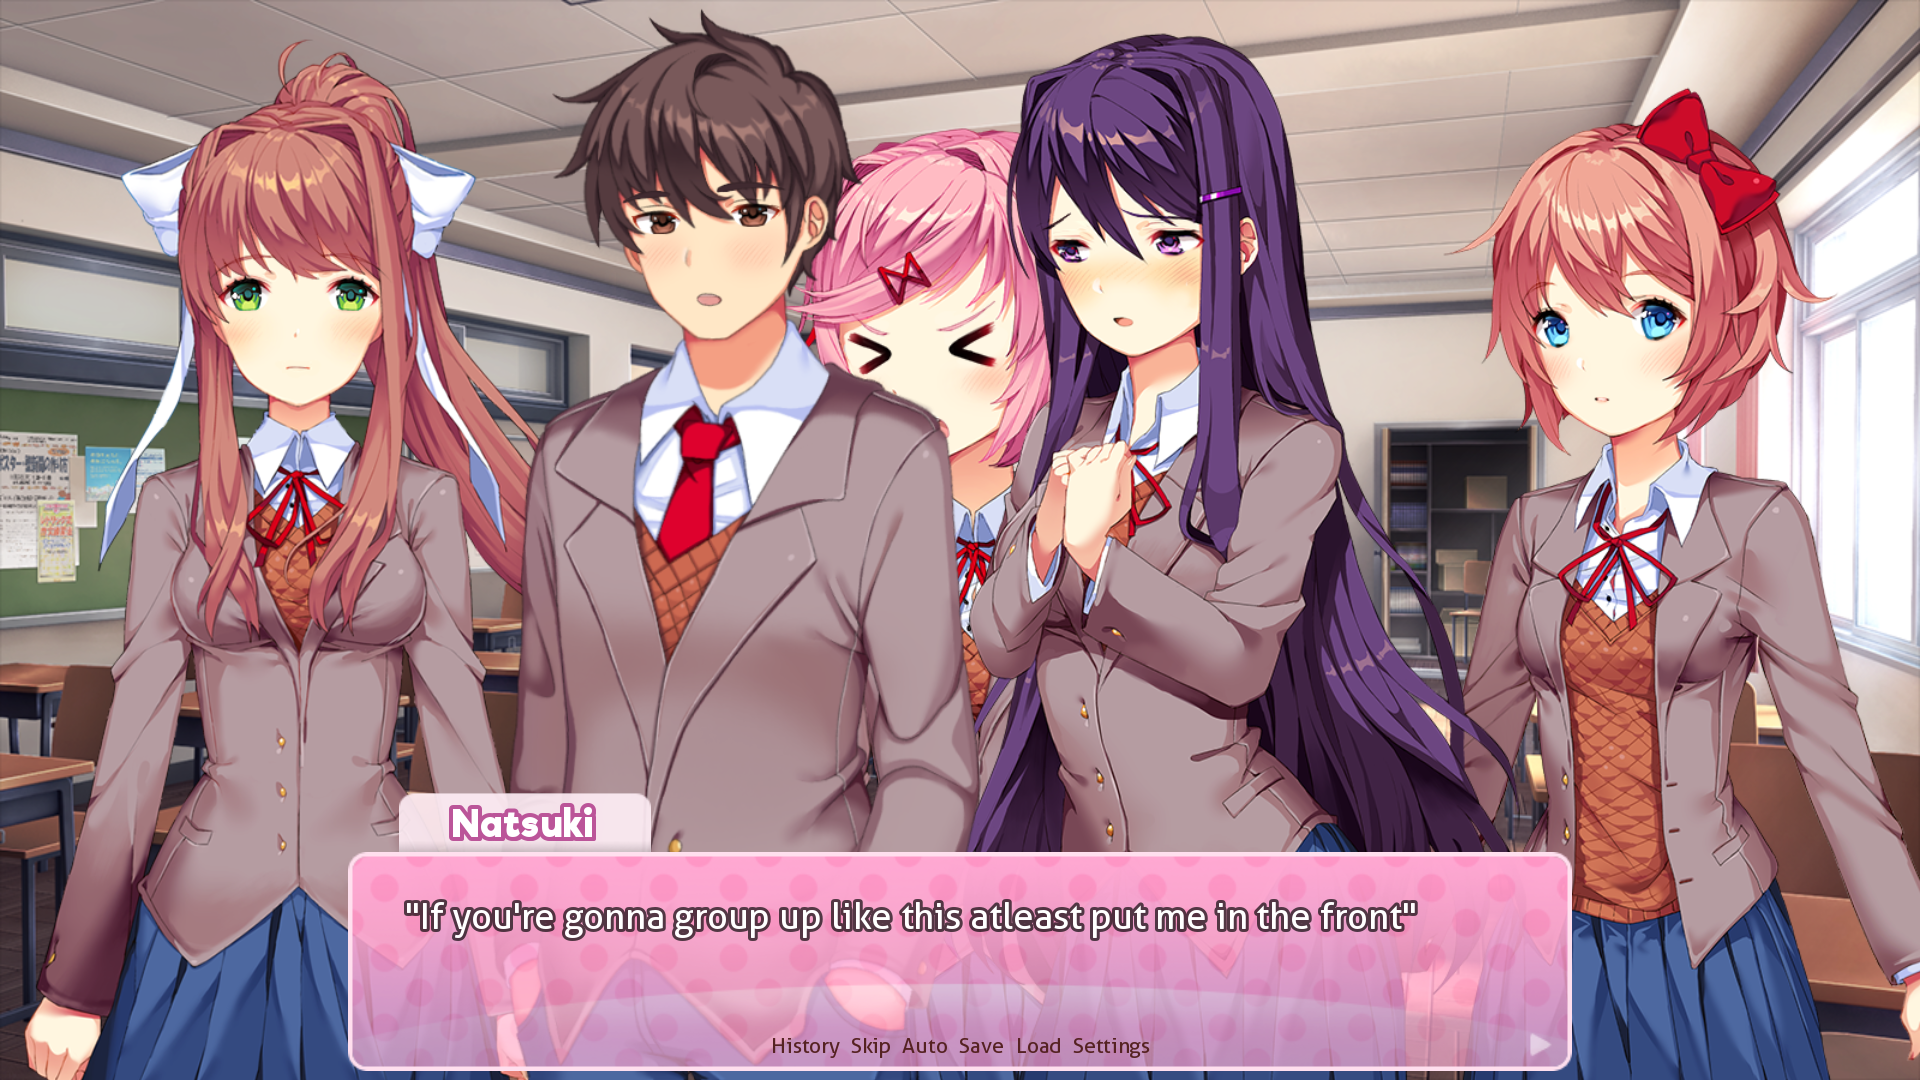 Natsuki
"If you're gonna group up like this atleast put me in the front"
History Skip Auto Save Load Settings